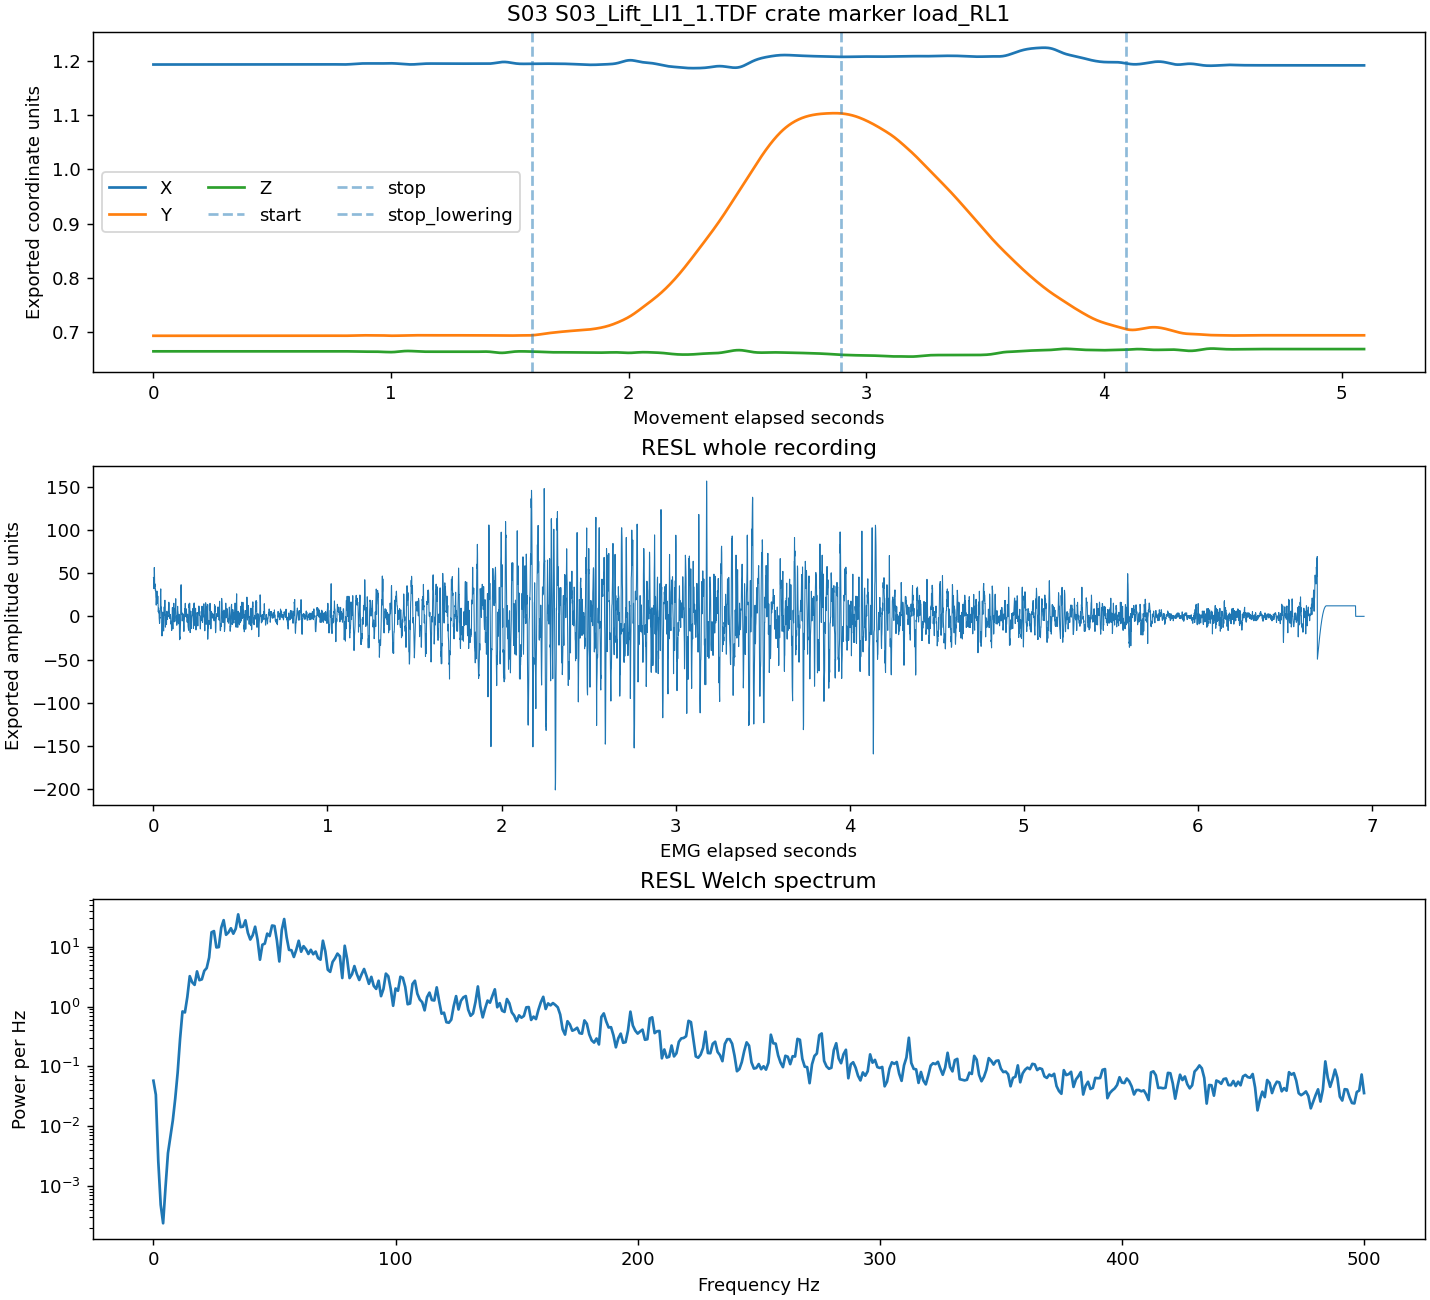 S03 S03_Lift_LI1_1.TDF crate marker load_RL1
Exported coordinate units
1.2
1.1
1.0
0.9
0.8
0.7
X Z stop
Y start stop_lowering
0 1 2 3 4 5
Movement elapsed seconds
RESL whole recording
Exported amplitude units
150
100
50
0
−50
−100
−150
−200
0 1 2 3 4 5 6 7
EMG elapsed seconds
RESL Welch spectrum
Power per Hz
10¹
10⁰
10⁻¹
10⁻²
10⁻³
0 100 200 300 400 500
Frequency Hz